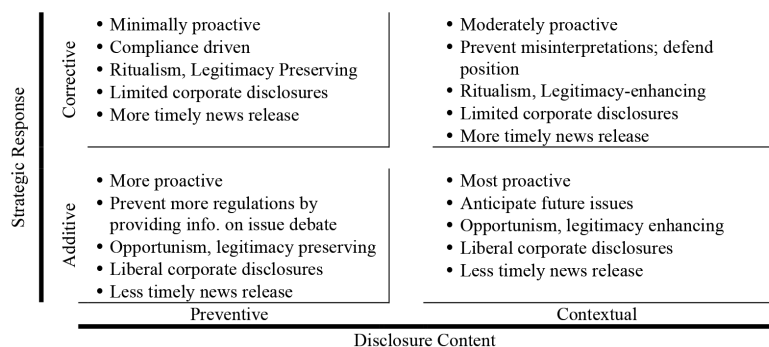 Strategic Response
Corrective
• Minimally proactive
• Compliance driven
• Ritualism, Legitimacy Preserving
• Limited corporate disclosures
• More timely news release
• Moderately proactive
• Prevent misinterpretations; defend
position
• Ritualism, Legitimacy-enhancing
• Limited corporate disclosures
• More timely news release
Additive
• More proactive
• Prevent more regulations by
providing info. on issue debate
• Opportunism, legitimacy preserving
• Liberal corporate disclosures
• Less timely news release
• Most proactive
• Anticipate future issues
• Opportunism, legitimacy enhancing
• Liberal corporate disclosures
• Less timely news release
Preventive
Contextual
Disclosure Content